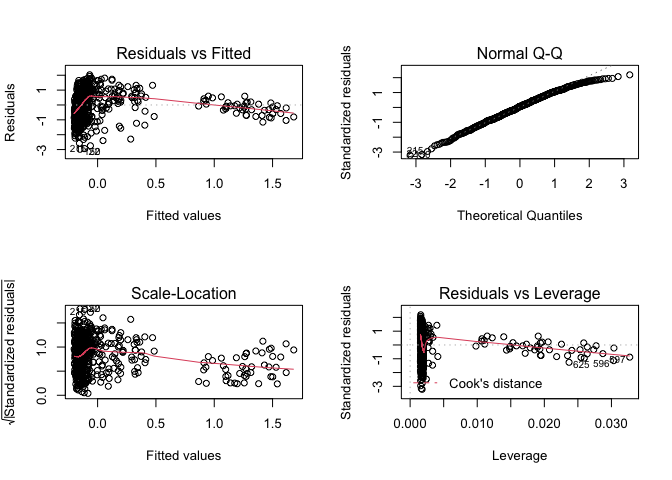 Residuals vs Fitted
Residuals
1
-1
-3
0.0 0.5 1.0 1.5
Fitted values
Normal Q-Q
Standardized residuals
1
-1
-3
215
-3 -2 -1 0 1 2 3
Theoretical Quantiles
Scale-Location
√|Standardized residuals|
1.0
0.0
0.0 0.5 1.0 1.5
Fitted values
Residuals vs Leverage
Standardized residuals
1
-1
-3
625 596
Cook's distance
0.000 0.010 0.020 0.030
Leverage